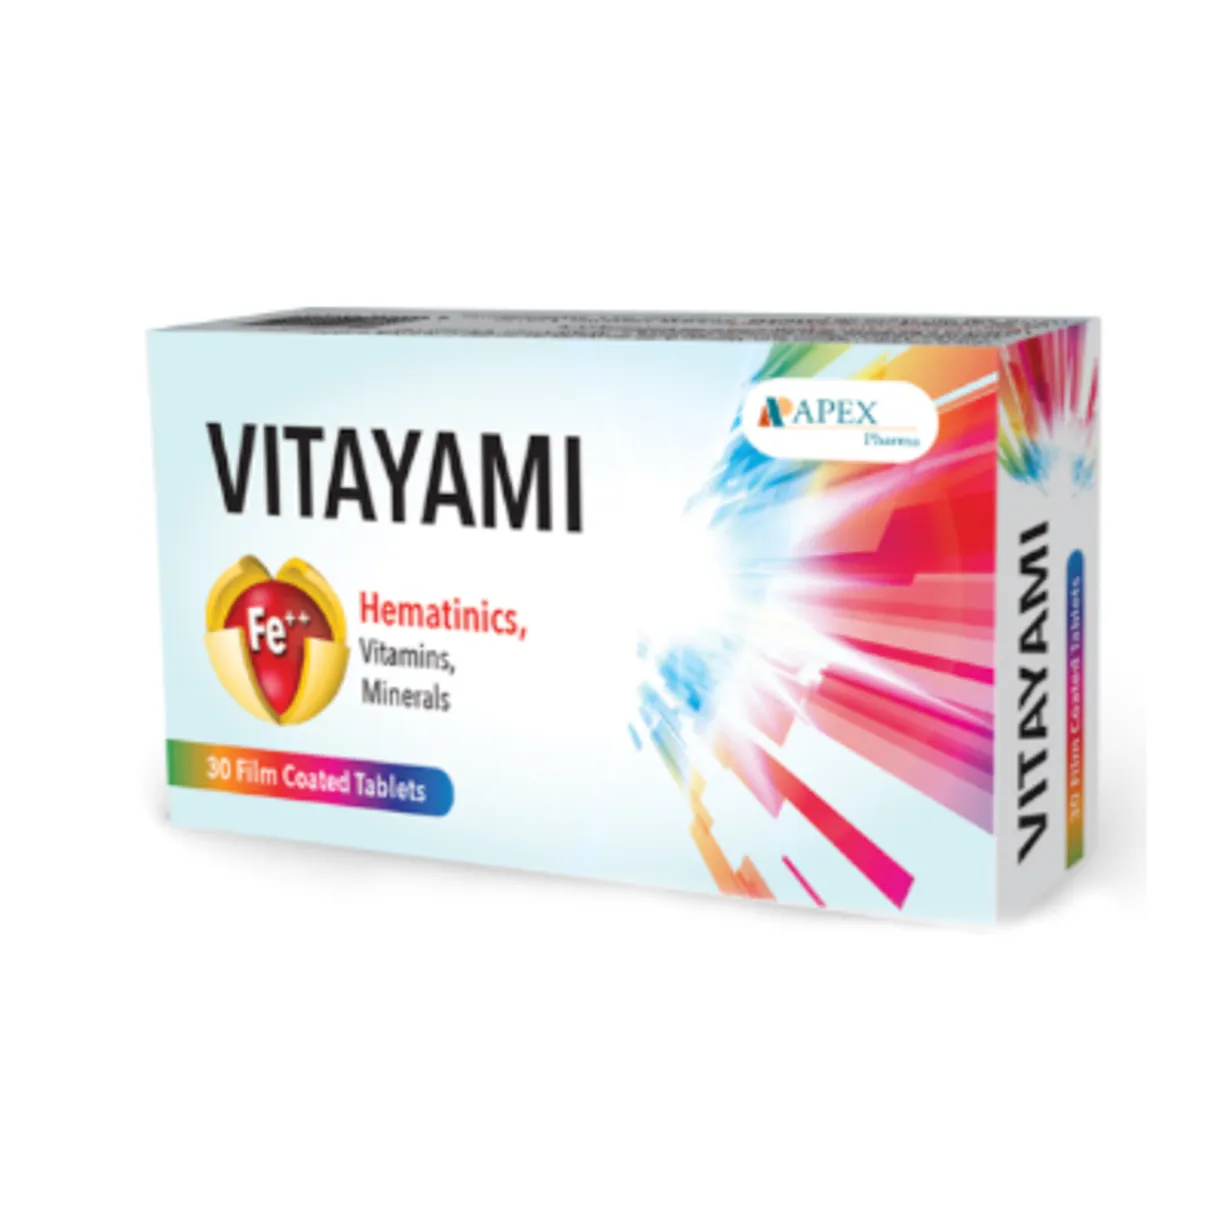 APEX
Pharma
VITAYAMI
Fe++
Hematinics,
Vitamins,
Minerals
30 Film Coated Tablets
VITAYAMI
30 Film Coated Tablets